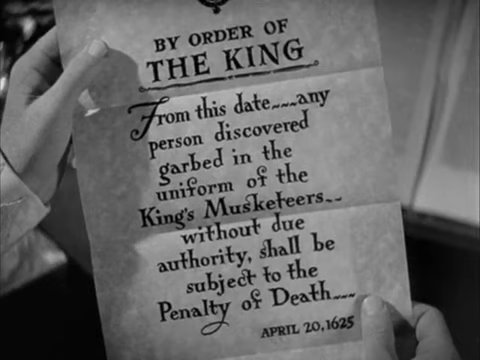 BY ORDER OF
THE KING
From this date~~~any
person discovered
garbed in the
uniform of the
King's Musketeers~~
without due
authority, shall be
subject to the
Penalty of Death~~~
APRIL 20, 1625